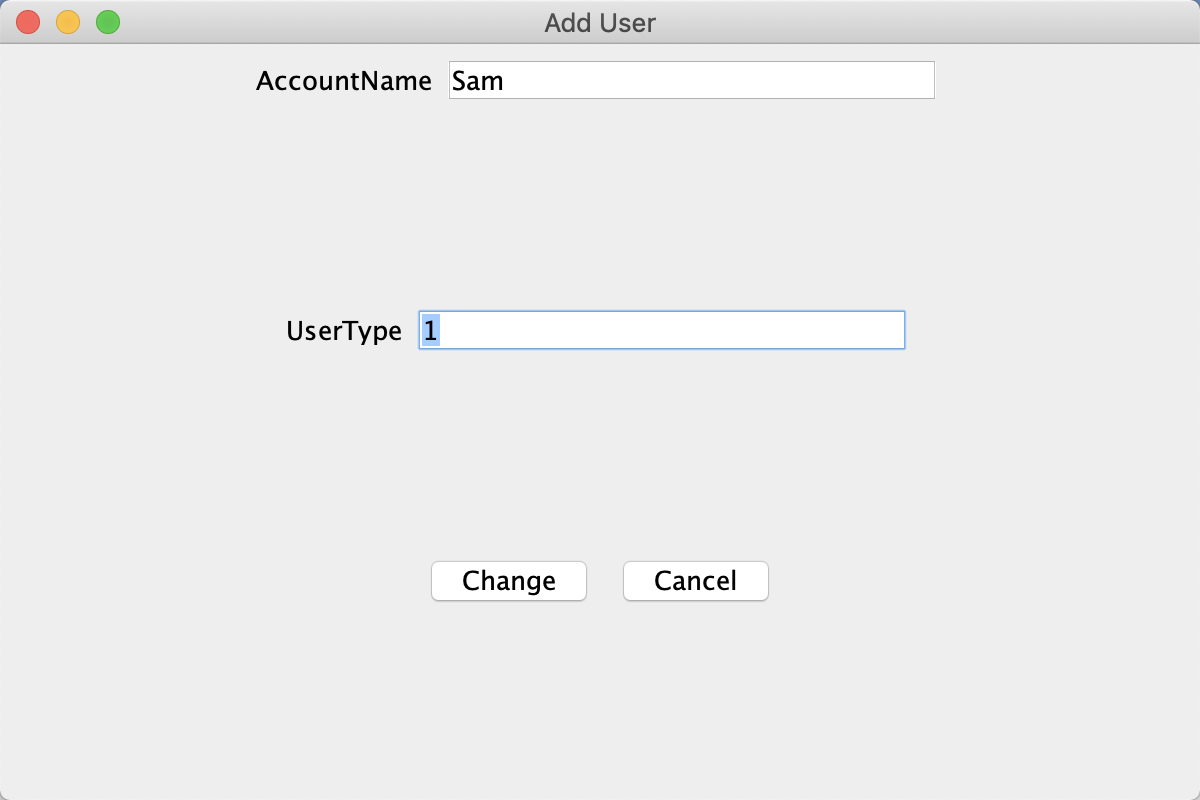 Add User
AccountName Sam
UserType 1
Change Cancel